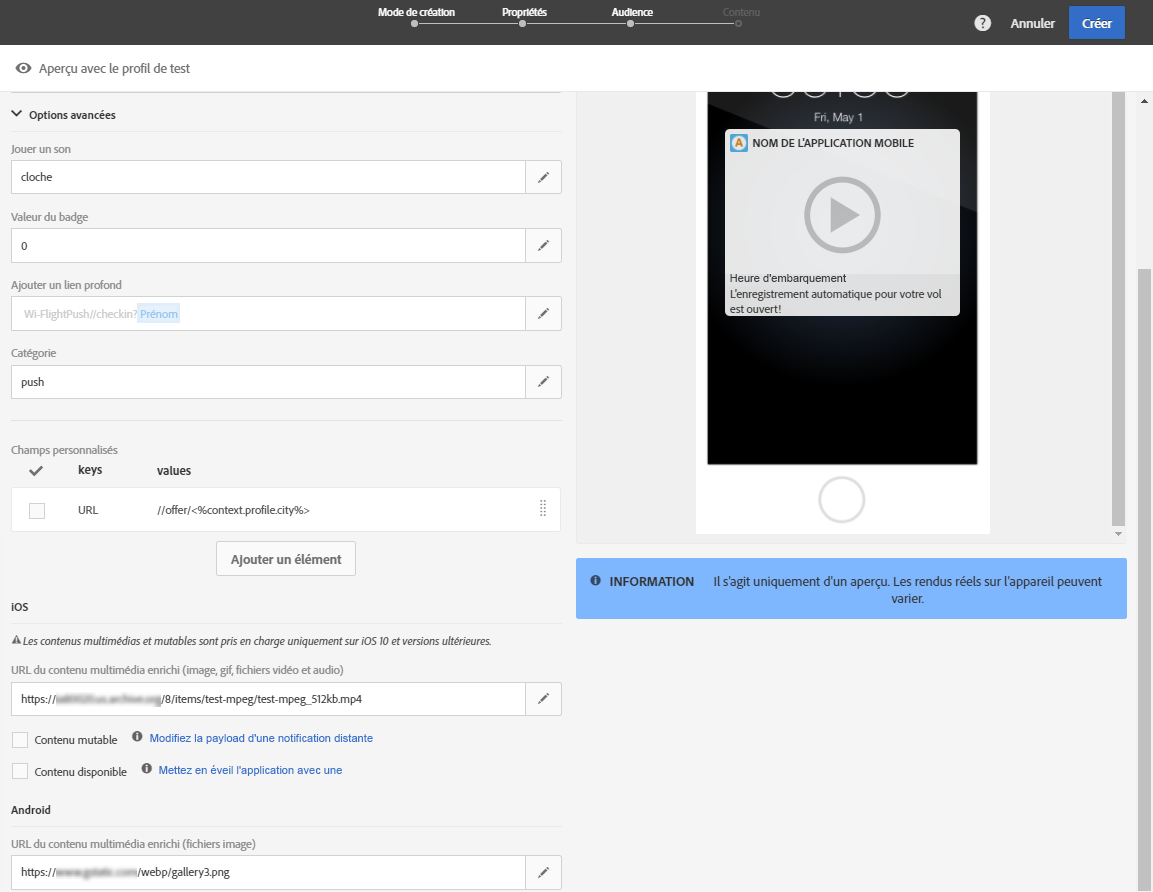 Mode de création
Propriétés
Audience
Contenu
?
Annuler
Créer
Aperçu avec le profil de test
Options avancées
Jouer un son
cloche
Valeur du badge
0
Ajouter un lien profond
Wi-FlightPush//checkin? Prénom
Catégorie
push
Champs personnalisés
keys values
URL //offer/<%context.profile.city%>
Ajouter un élément
iOS
Les contenus multimédias et mutables sont pris en charge uniquement sur iOS 10 et versions ultérieures.
URL du contenu multimédia enrichi (image, gif, fichiers vidéo et audio)
https:// /8/items/test-mpeg/test-mpeg_512kb.mp4
Contenu mutable Modifiez la payload d'une notification distante
Contenu disponible Mettez en éveil l'application avec une
Android
URL du contenu multimédia enrichi (fichiers image)
https:// /webp/gallery3.png
Fri, May 1
A NOM DE L'APPLICATION MOBILE
Heure d'embarquement
L'enregistrement automatique pour votre vol
est ouvert!
INFORMATION Il s'agit uniquement d'un aperçu. Les rendus réels sur l'appareil peuvent
varier.